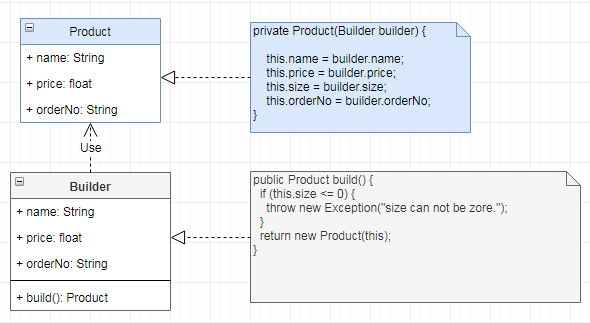 Product
+ name: String
+ price: float
+ orderNo: String
private Product(Builder builder) {
this.name = builder.name;
this.price = builder.price;
this.size = builder.size;
this.orderNo = builder.orderNo;
}
Use
Builder
+ name: String
+ price: float
+ orderNo: String
+ build(): Product
public Product build() {
if (this.size <= 0) {
throw new Exception("size can not be zore.");
}
return new Product(this);
}